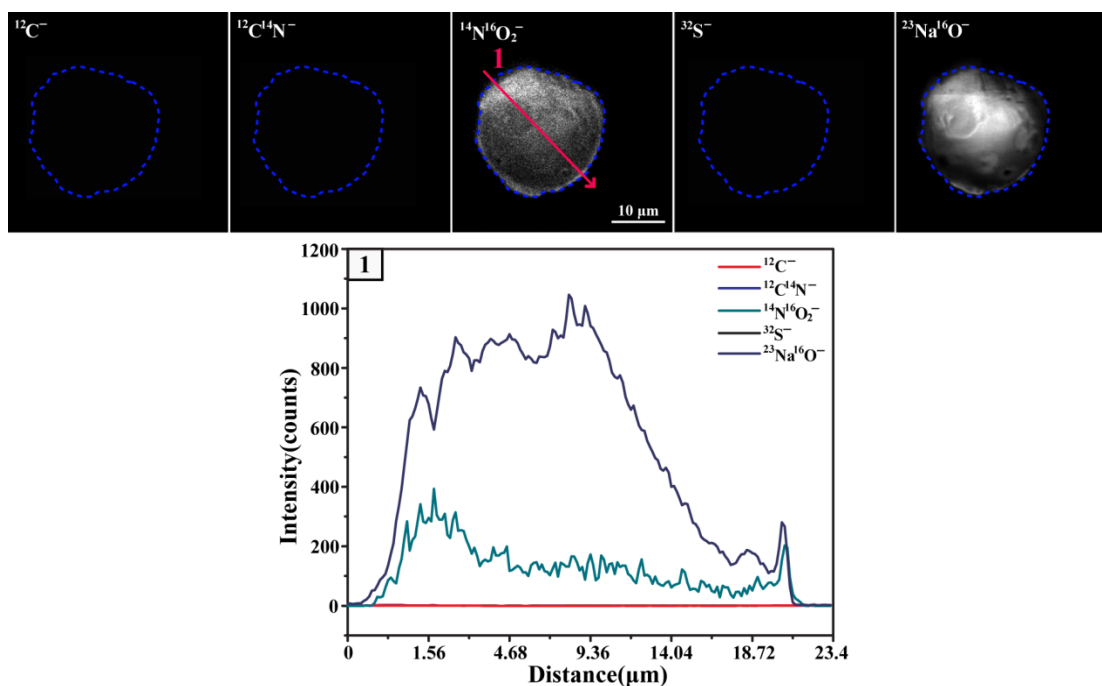 ¹²C⁻
¹²C¹⁴N⁻
¹⁴N¹⁶O₂⁻
³²S⁻
²³Na¹⁶O⁻
1
10 μm
1
¹²C⁻
¹²C¹⁴N⁻
¹⁴N¹⁶O₂⁻
³²S⁻
²³Na¹⁶O⁻
Intensity(counts)
1200
1000
800
600
400
200
0
0 1.56 4.68 9.36 14.04 18.72 23.4
Distance(μm)